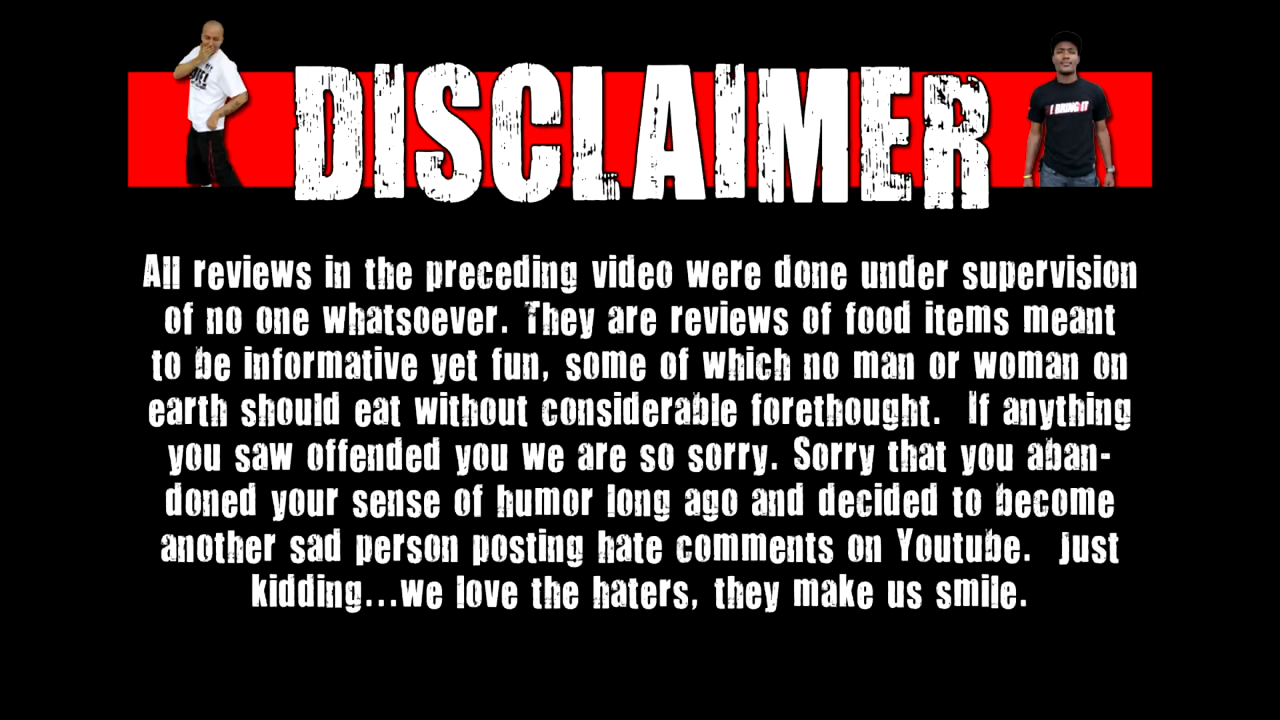 DISCLAIMER
I BRING IT
All reviews in the preceding video were done under supervision
of no one whatsoever. They are reviews of food items meant
to be informative yet fun, some of which no man or woman on
earth should eat without considerable forethought. If anything
you saw offended you we are so sorry. Sorry that you aban-
doned your sense of humor long ago and decided to become
another sad person posting hate comments on Youtube. Just
kidding...we love the haters, they make us smile.